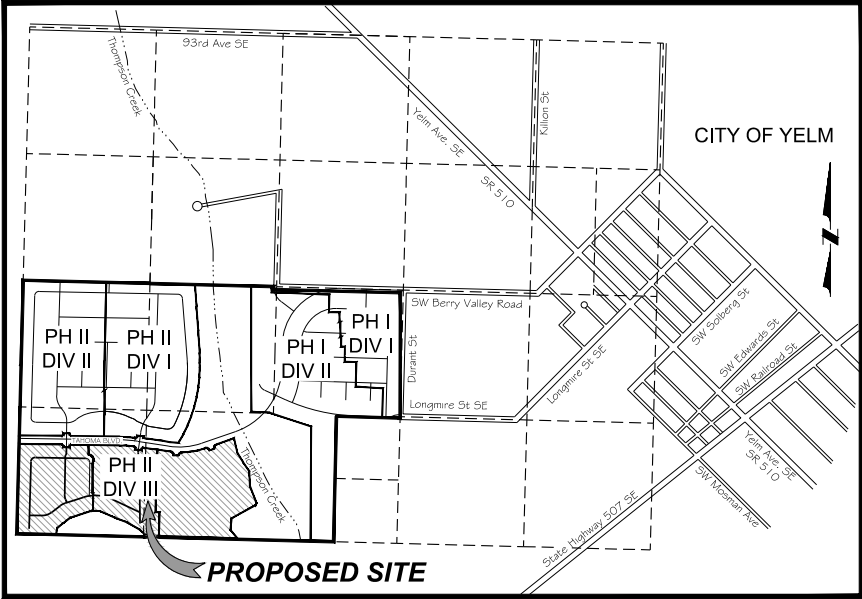 93rd Ave SE
Thompson Creek
Yelm Ave. SE
SR 510
Killion St
CITY OF YELM
N
SW Berry Valley Road
PH II
DIV II
PH II
DIV I
PH I
DIV II
PH I
DIV I
Durant St
Longmire St SE
Longmire St SE
SW Solberg St
SW Edwards St
SW Railroad St
TAHOMA BLVD.
PH II
DIV III
Thompson Creek
Yelm Ave. SE
SR 510
SW Mosman Ave
State Highway 507 SE
PROPOSED SITE